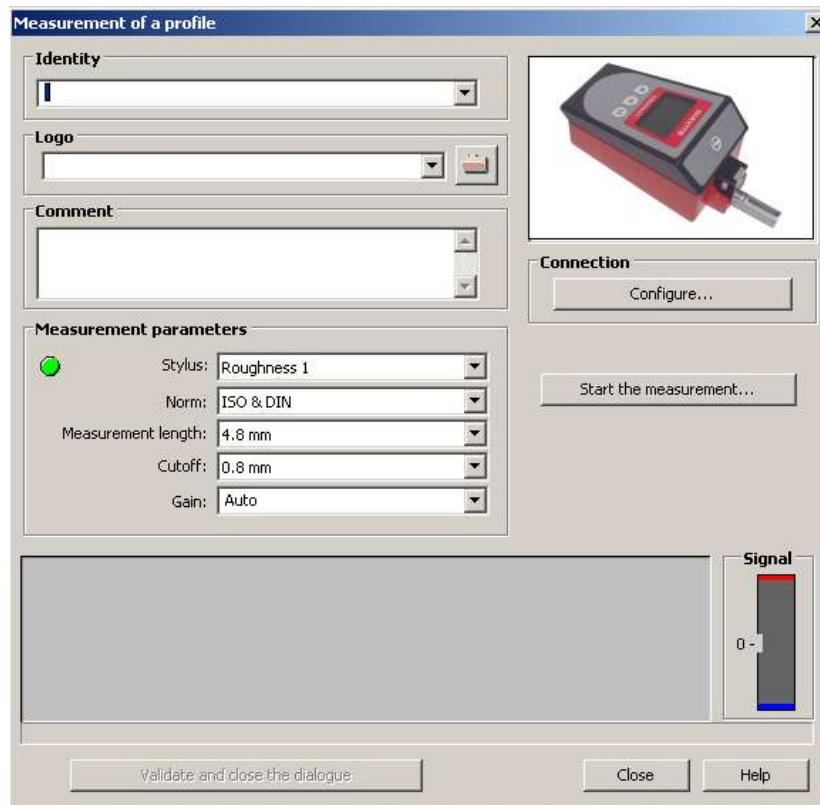 Measurement of a profile
Identity
Logo
Comment
Connection
Configure...
Measurement parameters
Stylus: Roughness 1
Norm: ISO & DIN
Measurement length: 4.8 mm
Cutoff: 0.8 mm
Gain: Auto
Start the measurement...
Signal
0 -
Validate and close the dialogue
Close
Help